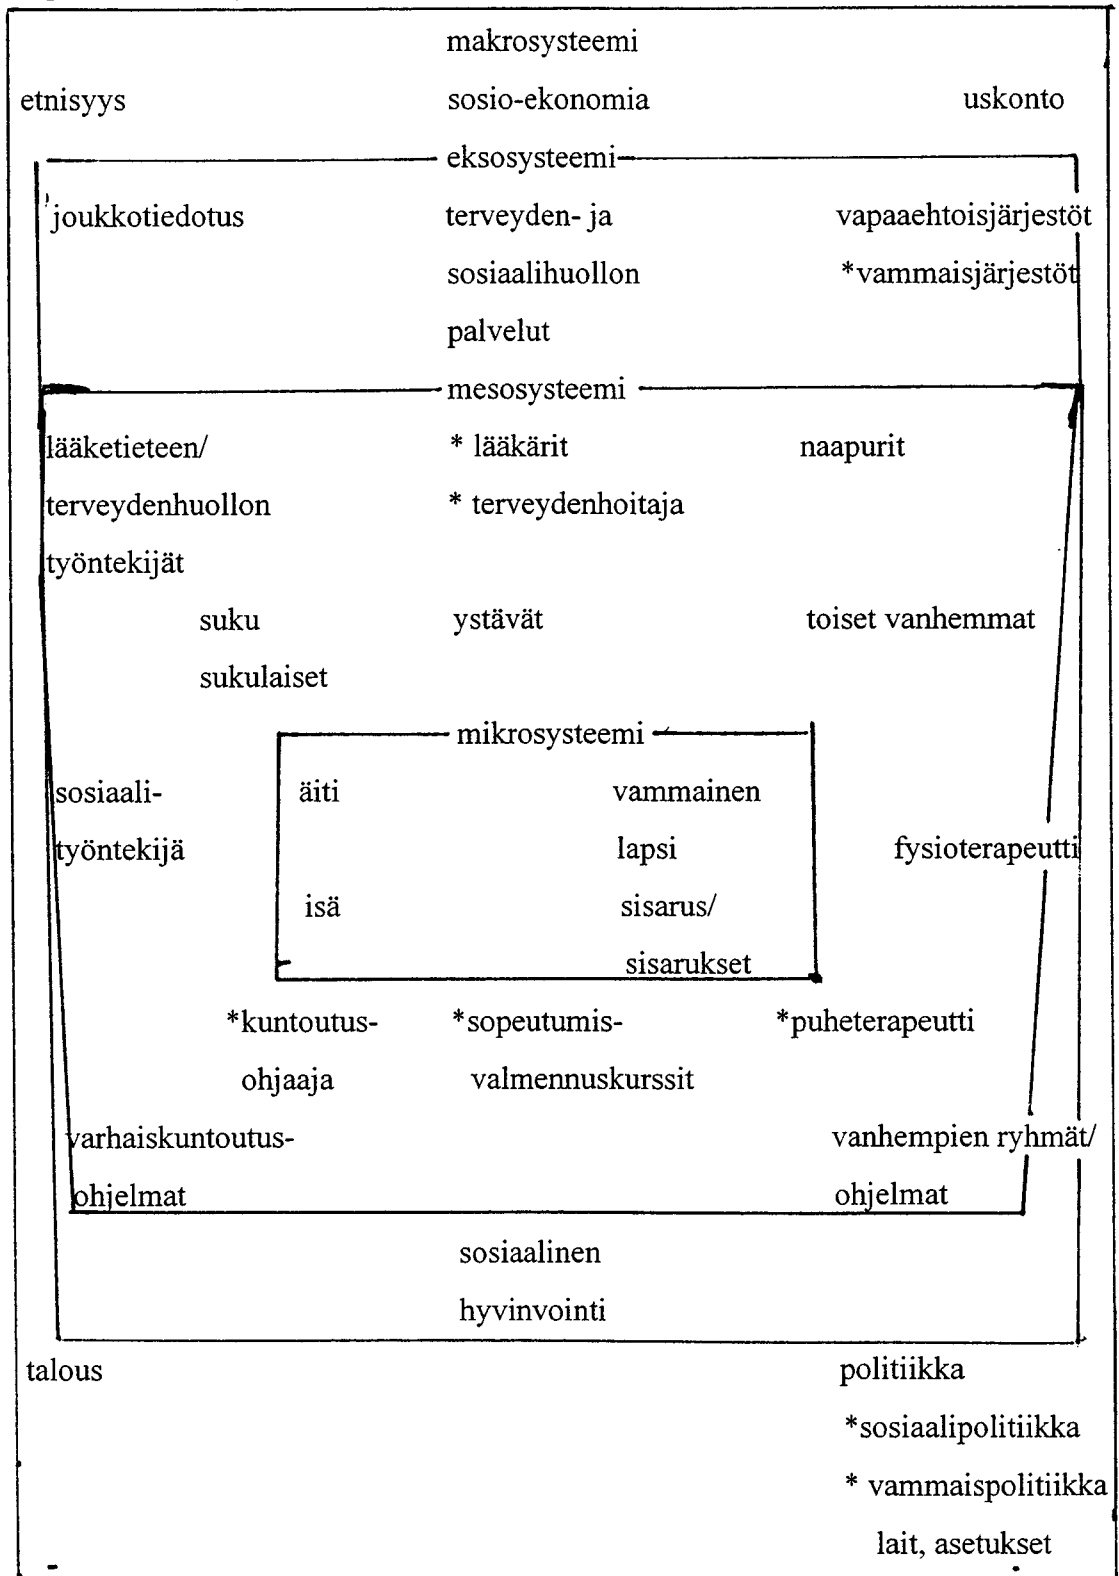 makrosysteemi
etnisyys sosio-ekonomia uskonto
eksosysteemi
joukkotiedotus terveyden- ja vapaaehtoisjärjestöt
sosiaalihuollon *vammaisjärjestöt
palvelut
mesosysteemi
lääketieteen/ * lääkärit naapurit
terveydenhuollon * terveydenhoitaja
työntekijät
suku ystävät toiset vanhemmat
sukulaiset
mikrosysteemi
sosiaali- äiti vammainen
työntekijä lapsi fysioterapeutti
isä sisarus/
sisarukset
*kuntoutus- *sopeutumis- *puheterapeutti
ohjaaja valmennuskurssit
varhaiskuntoutus- vanhempien ryhmät/
ohjelmat ohjelmat
sosiaalinen
hyvinvointi
talous politiikka
*sosiaalipolitiikka
* vammaispolitiikka
lait, asetukset